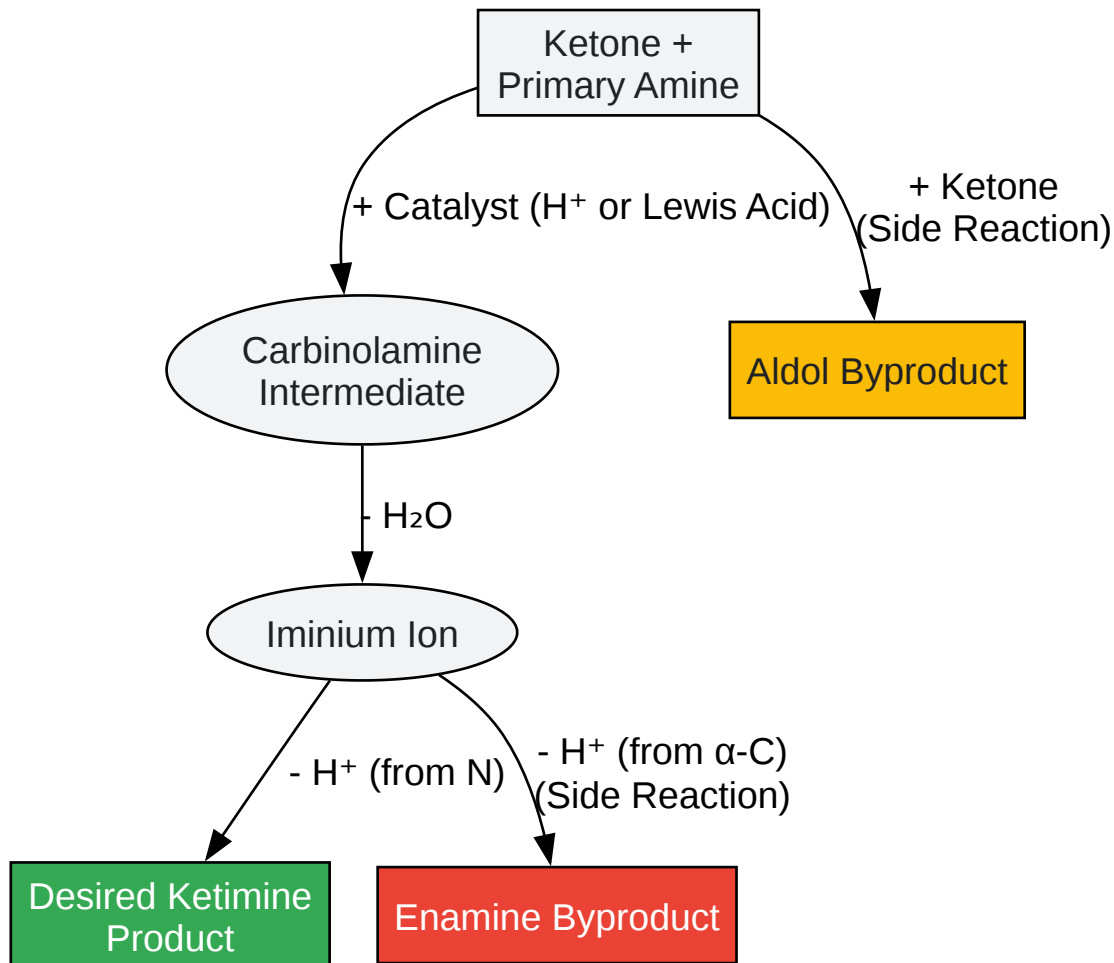 Ketone +
Primary Amine
+ Catalyst (H⁺ or Lewis Acid)
+ Ketone
(Side Reaction)
Carbinolamine
Intermediate
Aldol Byproduct
- H₂O
Iminium Ion
- H⁺ (from N)
- H⁺ (from α-C)
(Side Reaction)
Desired Ketimine
Product
Enamine Byproduct